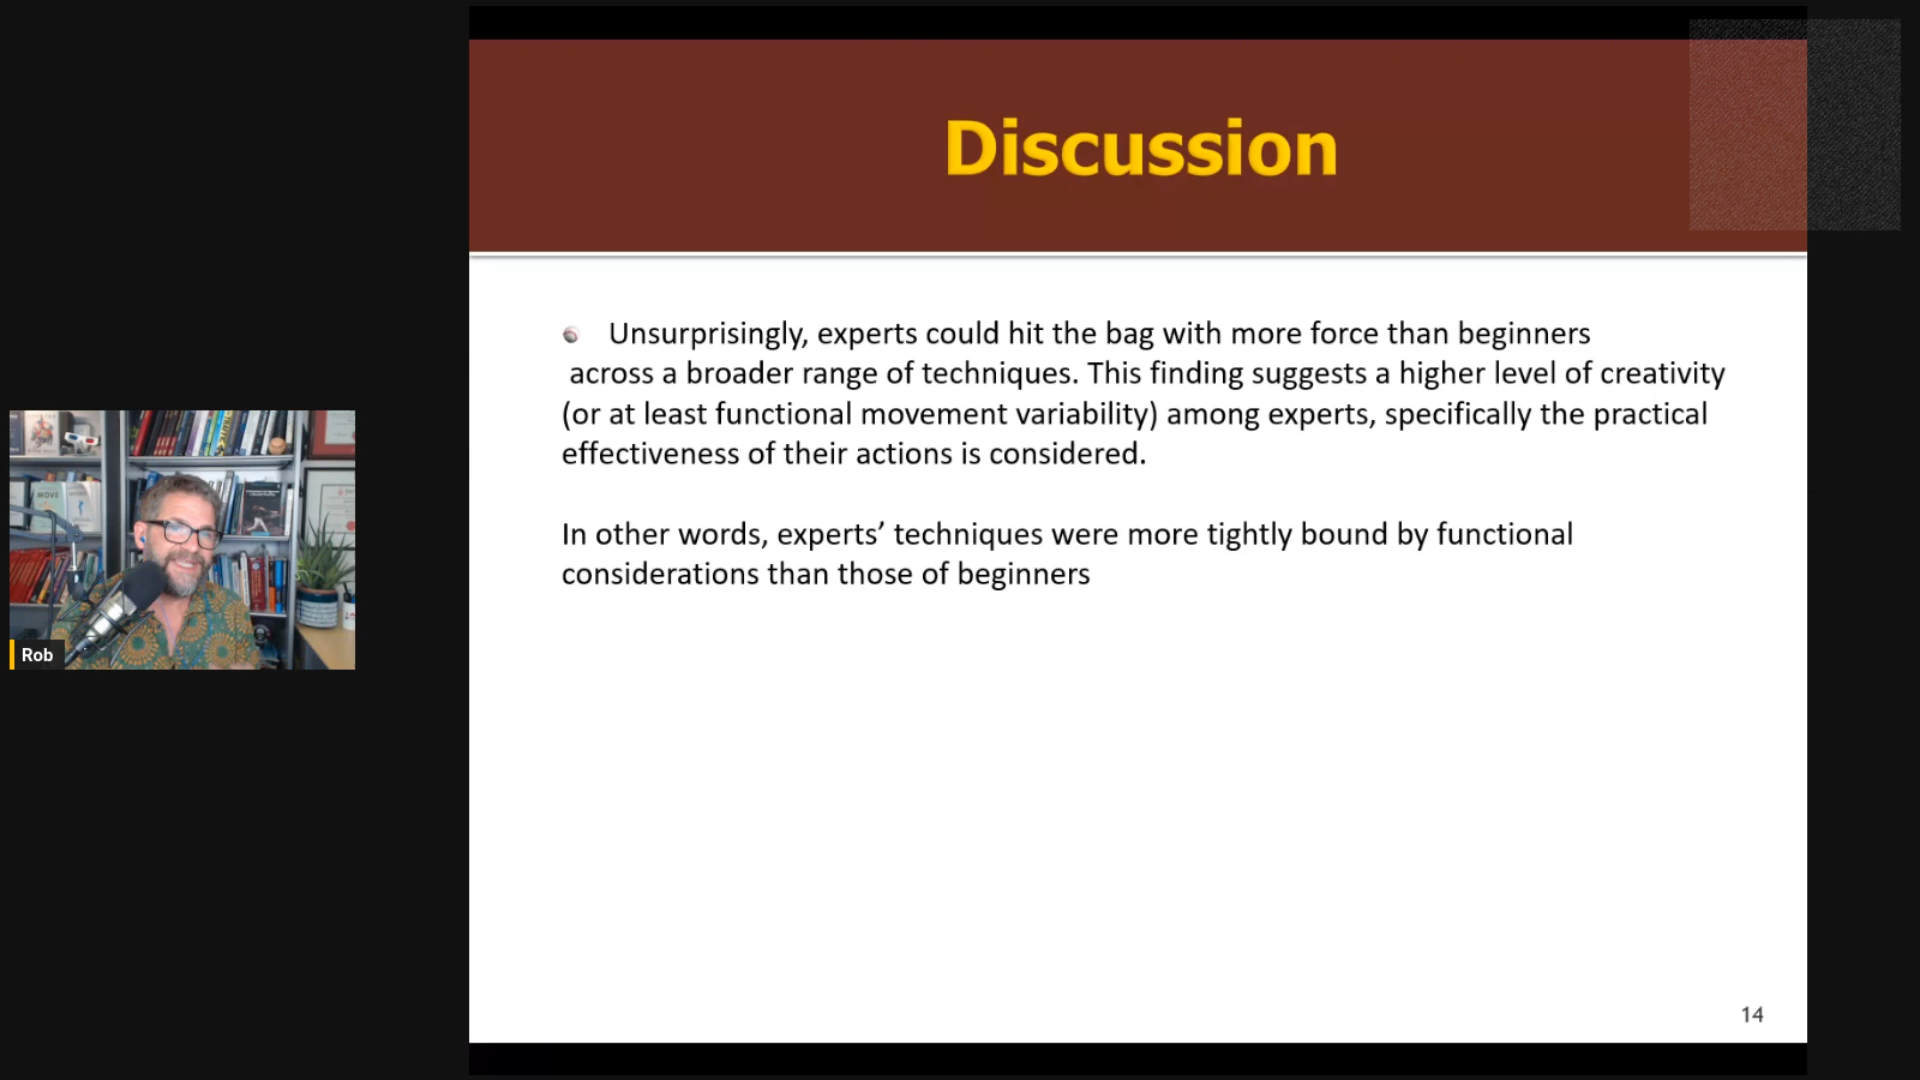 Discussion
Unsurprisingly, experts could hit the bag with more force than beginners
across a broader range of techniques. This finding suggests a higher level of creativity
(or at least functional movement variability) among experts, specifically the practical
effectiveness of their actions is considered.
In other words, experts’ techniques were more tightly bound by functional
considerations than those of beginners
MOVE
Rob
14